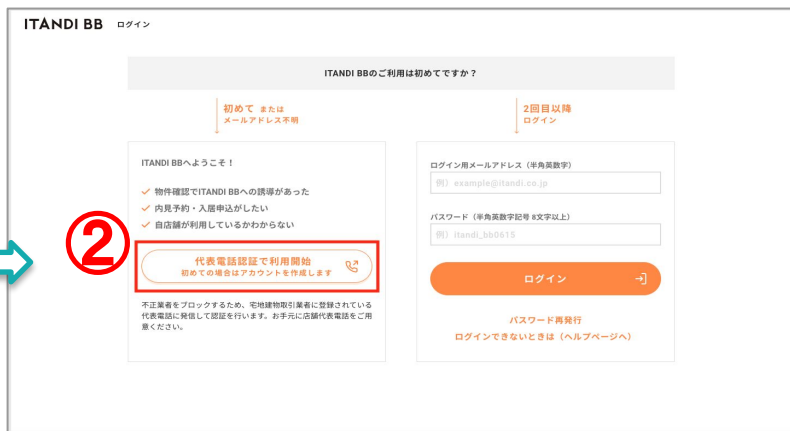 ITANDI BB ログイン
ITANDI BBのご利用は初めてですか？
初めて または
メールアドレス不明
2回目以降
ログイン
ITANDI BBへようこそ！
物件確認でITANDI BBへの誘導があった
内見予約・入居申込がしたい
自店舗が利用しているかわからない
②
代表電話認証で利用開始
初めての場合はアカウントを作成します
不正業者をブロックするため、宅地建物取引業者に登録されている
代表電話に発信して認証を行います。お手元に店舗代表電話をご用
意ください。
ログイン用メールアドレス（半角英数字）
例）example@itandi.co.jp
パスワード（半角英数字記号 8文字以上）
例）itandi_bb0615
ログイン
パスワード再発行
ログインできないときは（ヘルプページへ）